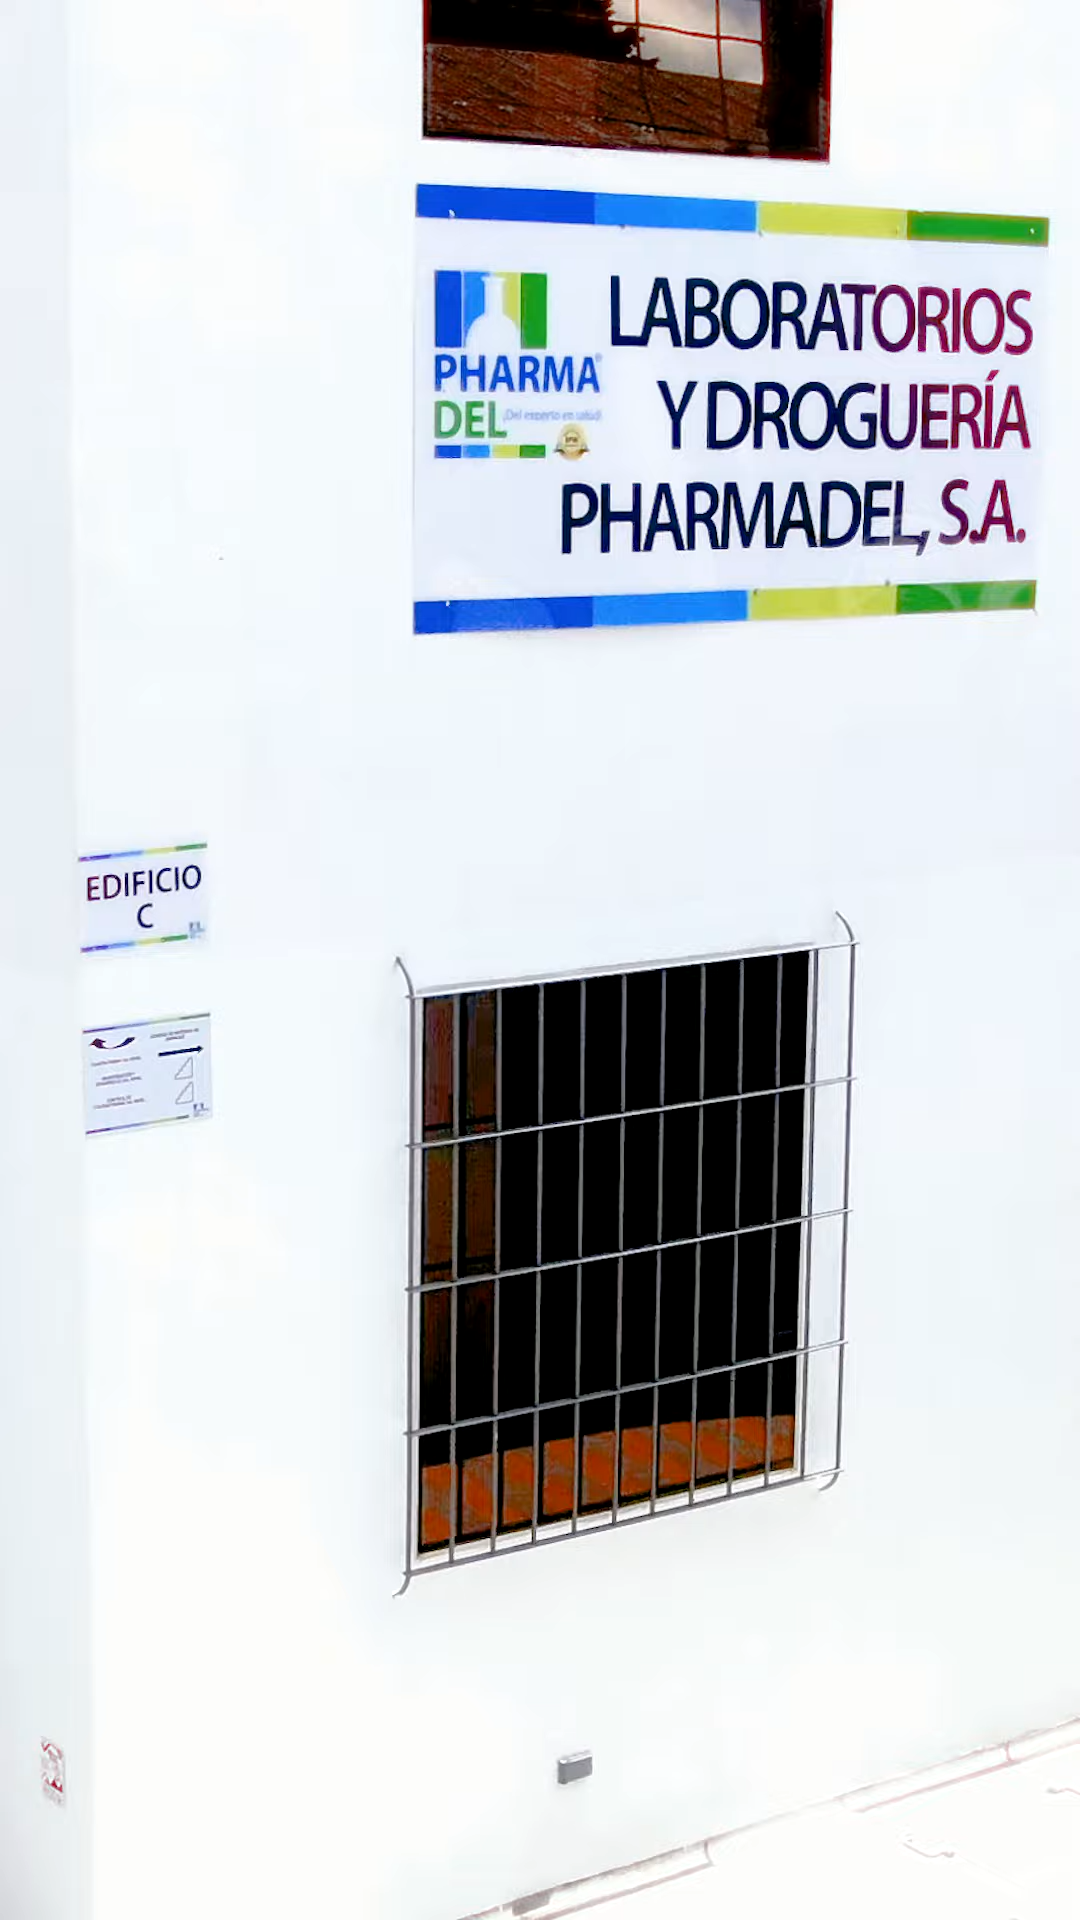 LABORATORIOS
Y DROGUERÍA
PHARMADEL, S.A.
PHARMA
DEL
¡Del experto en salud!
EDIFICIO
C